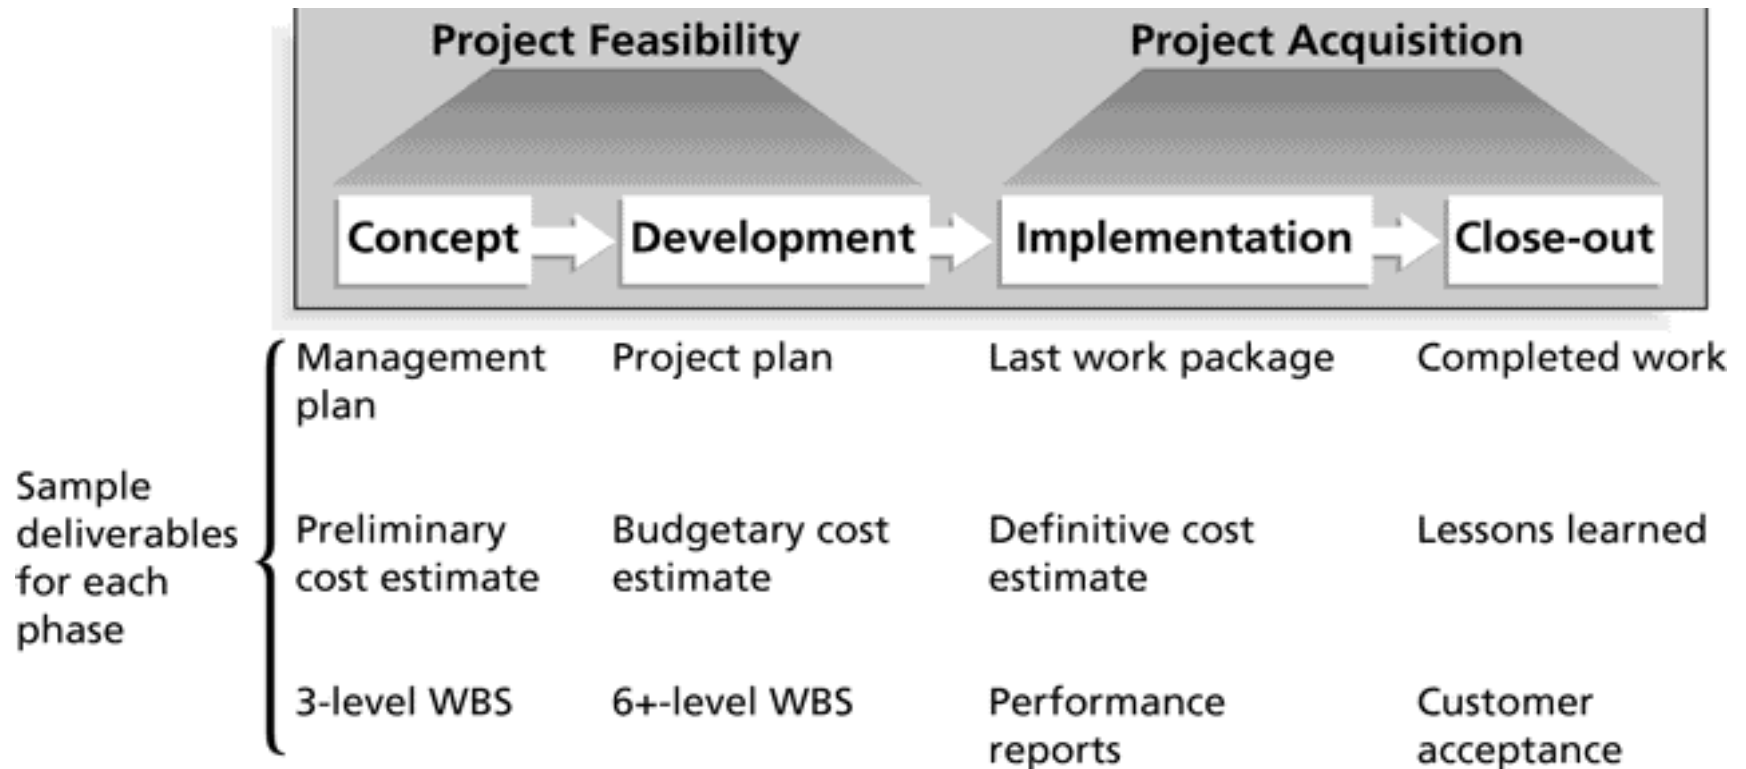 Project Feasibility
Project Acquisition
Concept
Development
Implementation
Close-out
Sample
deliverables
for each
phase
Management
plan
Project plan
Last work package
Completed work
Preliminary
cost estimate
Budgetary cost
estimate
Definitive cost
estimate
Lessons learned
3-level WBS
6+-level WBS
Performance
reports
Customer
acceptance